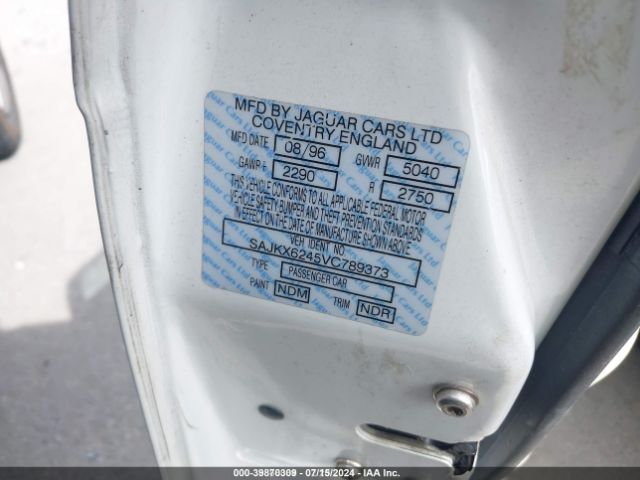 MFD BY JAGUAR CARS LTD
COVENTRY ENGLAND
MFD DATE 08/96 GVWR 5040
GAWR F 2290 R 2750
THIS VEHICLE CONFORMS TO ALL APPLICABLE FEDERAL MOTOR
VEHICLE SAFETY BUMPER AND THEFT PREVENTION STANDARDS
IN EFFECT ON THE DATE OF MANUFACTURE SHOWN ABOVE
VEH IDENT NO
SAJKX6245VC789373
TYPE PASSENGER CAR
PAINT NDM TRIM NDR
000-39870309 - 07/15/2024 - IAA Inc.